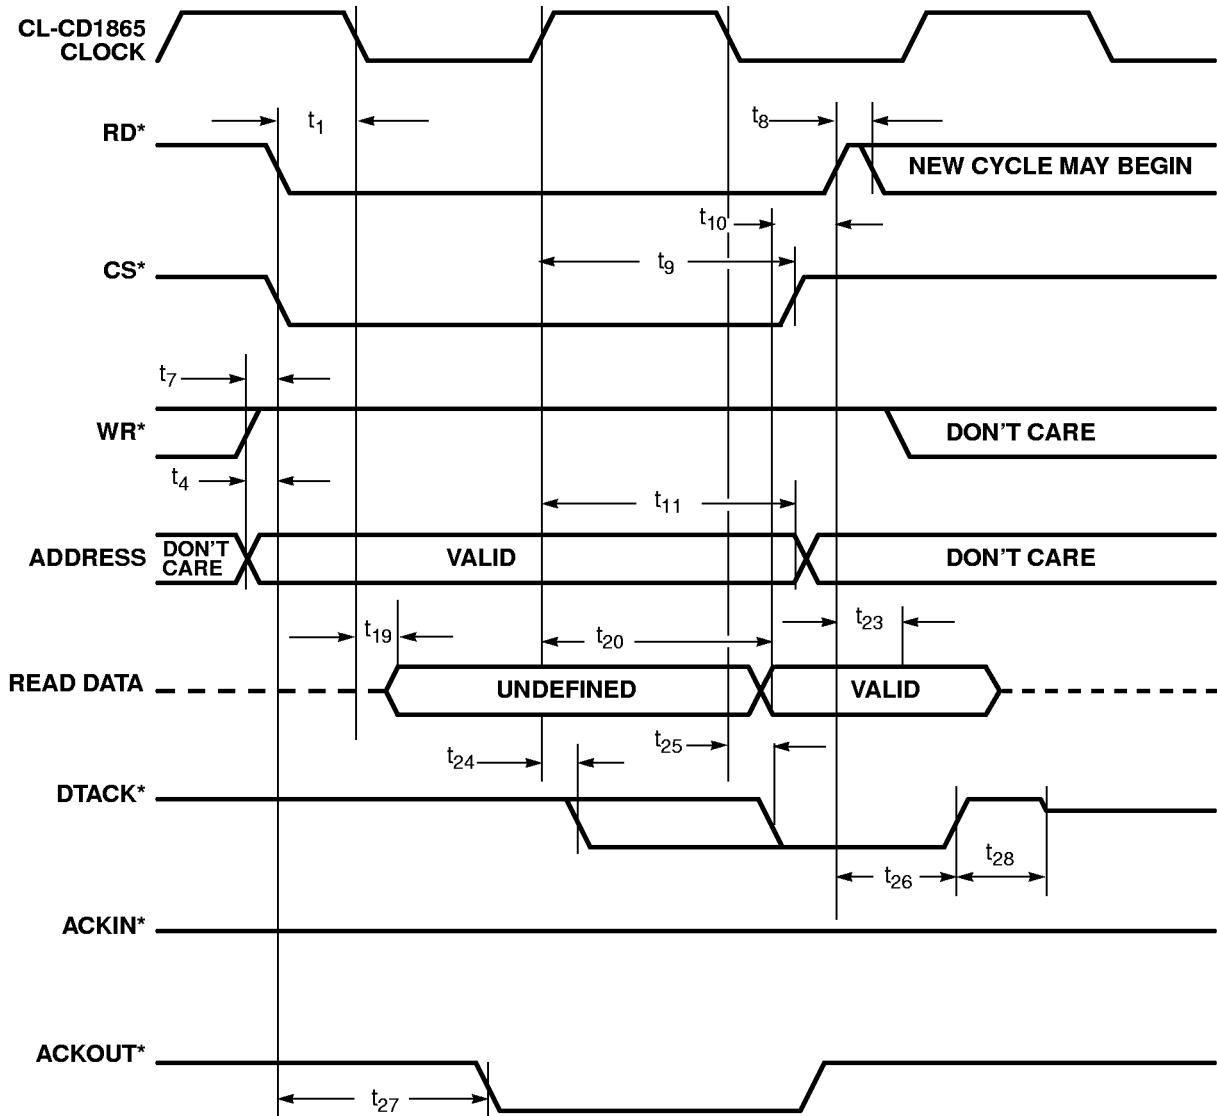 CL-CD1865
CLOCK
t1
t8
RD*
NEW CYCLE MAY BEGIN
t10
CS*
t9
t7
WR*
DON'T CARE
t4
t11
ADDRESS
DON'T
CARE
VALID
DON'T CARE
t19
t20
t23
READ DATA
UNDEFINED
VALID
t24
t25
DTACK*
t26
t28
ACKIN*
ACKOUT*
t27